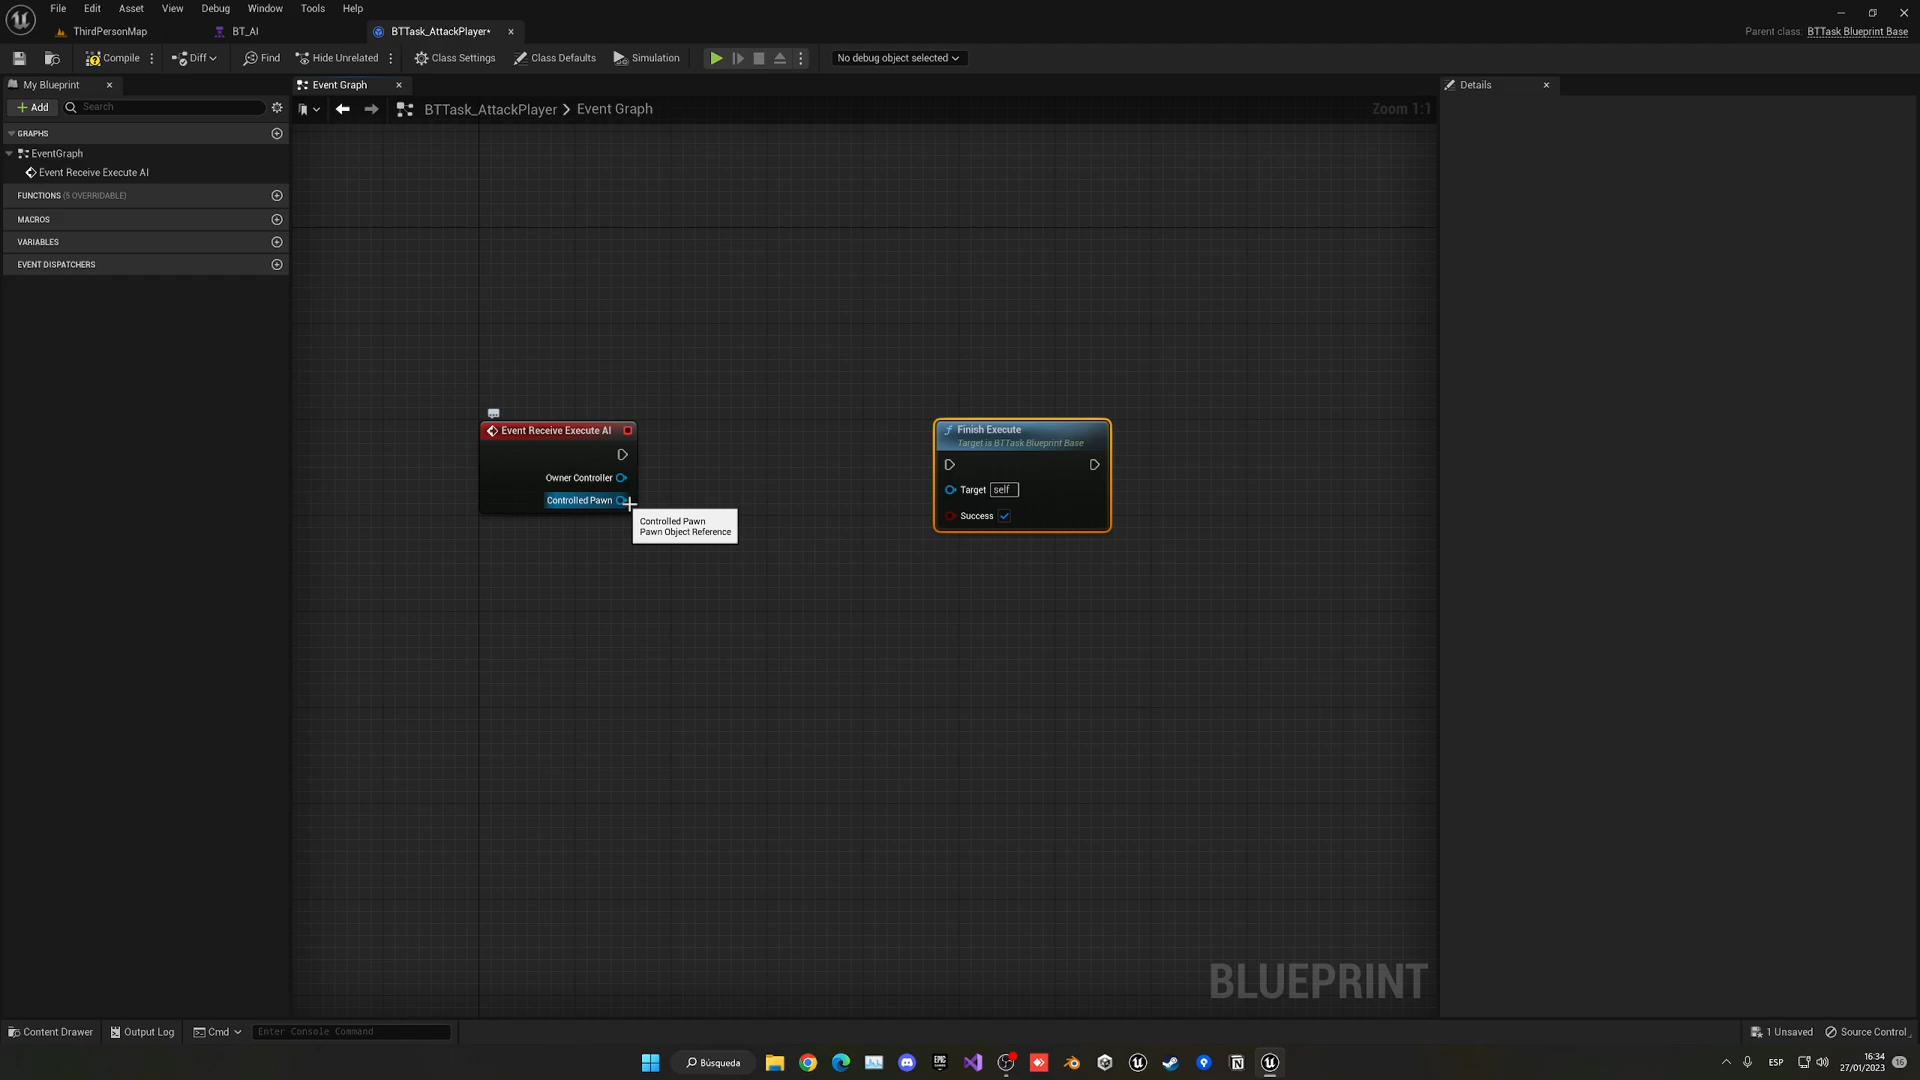 File Edit Asset View Debug Window Tools Help
ThirdPersonMap BT_AI BTTask_AttackPlayer*
Parent class: BTTask Blueprint Base
Compile Diff Find Hide Unrelated Class Settings Class Defaults Simulation No debug object selected
My Blueprint
Event Graph
Details
Add Search
BTTask_AttackPlayer > Event Graph
Zoom 1:1
GRAPHS
EventGraph
Event Receive Execute AI
FUNCTIONS (5 OVERRIDABLE)
MACROS
VARIABLES
EVENT DISPATCHERS
Event Receive Execute AI
Owner Controller
Controlled Pawn
Controlled Pawn
Pawn Object Reference
Finish Execute
Target is BTTask Blueprint Base
Target self
Success
BLUEPRINT
Content Drawer Output Log Cmd Enter Console Command
1 Unsaved Source Control
Búsqueda
EPIC GAMES
ESP
16:34
27/01/2023
16